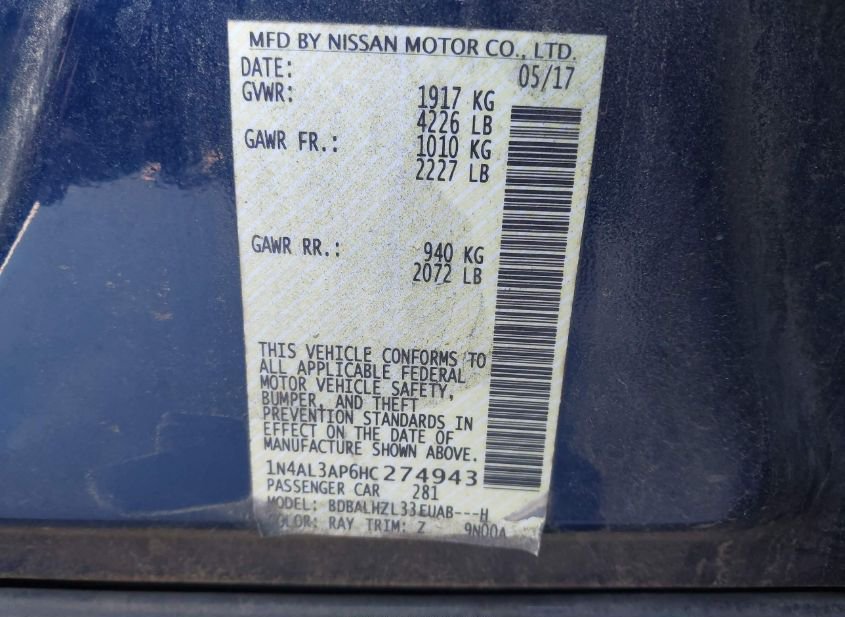 MFD BY NISSAN MOTOR CO., LTD.
DATE: 05/17
GVWR: 1917 KG
4226 LB
GAWR FR.: 1010 KG
2227 LB
GAWR RR.: 940 KG
2072 LB
THIS VEHICLE CONFORMS TO
ALL APPLICABLE FEDERAL
MOTOR VEHICLE SAFETY,
BUMPER, AND THEFT
PREVENTION STANDARDS IN
EFFECT ON THE DATE OF
MANUFACTURE SHOWN ABOVE.
1N4AL3AP6HC274943
PASSENGER CAR 281
MODEL: BDBALHZL33EUAB---H
COLOR: RAY TRIM: Z 9N00A